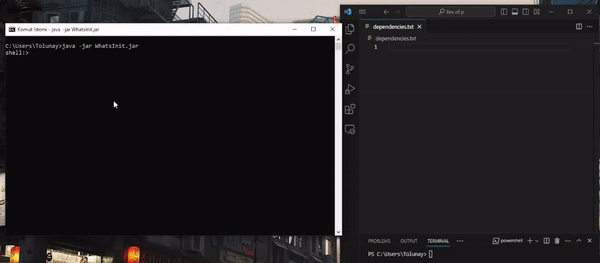 Komut İstemi - java -jar WhatsInit.jar
C:\Users\Tolunay>java -jar WhatsInit.jar
shell:>
lies of p
dependencies.txt
dependencies.txt
1
PROBLEMS OUTPUT TERMINAL ...
powershell
PS C:\Users\Tolunay>